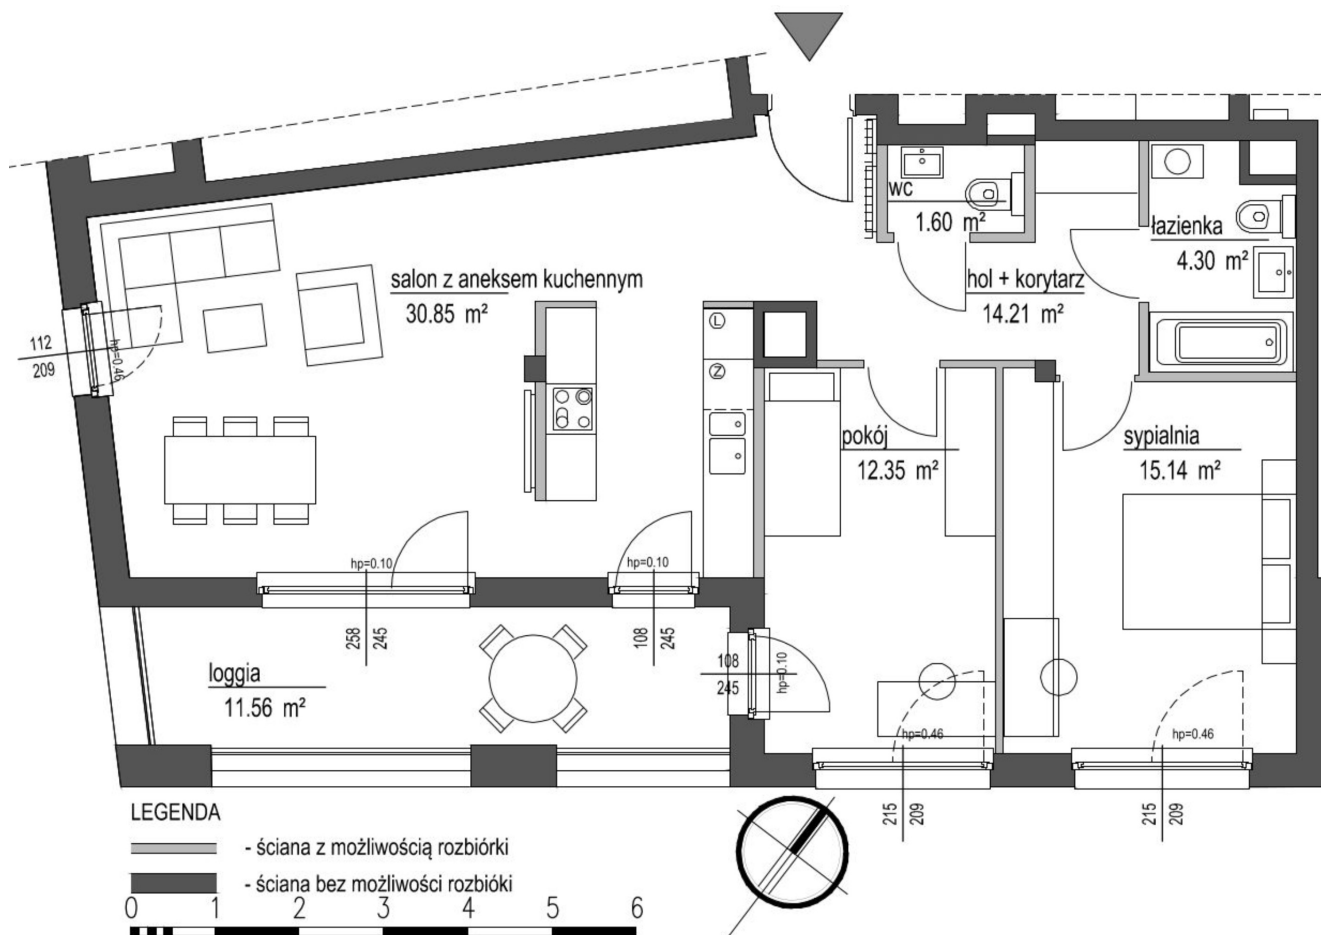 wc
1.60 m²
łazienka
4.30 m²
salon z aneksem kuchennym
30.85 m²
hol + korytarz
14.21 m²
L
Z
112
209
hp=0.46
pokój
12.35 m²
sypialnia
15.14 m²
hp=0.10
hp=0.10
258
245
108
245
108
245
hp=0.10
loggia
11.56 m²
hp=0.46
hp=0.46
215
209
215
209
LEGENDA
- ściana z możliwością rozbiórki
- ściana bez możliwości rozbióki
0 1 2 3 4 5 6